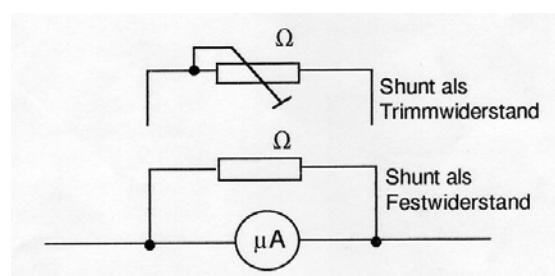 Ω
Shunt als
Trimmwiderstand
Ω
Shunt als
Festwiderstand
µA